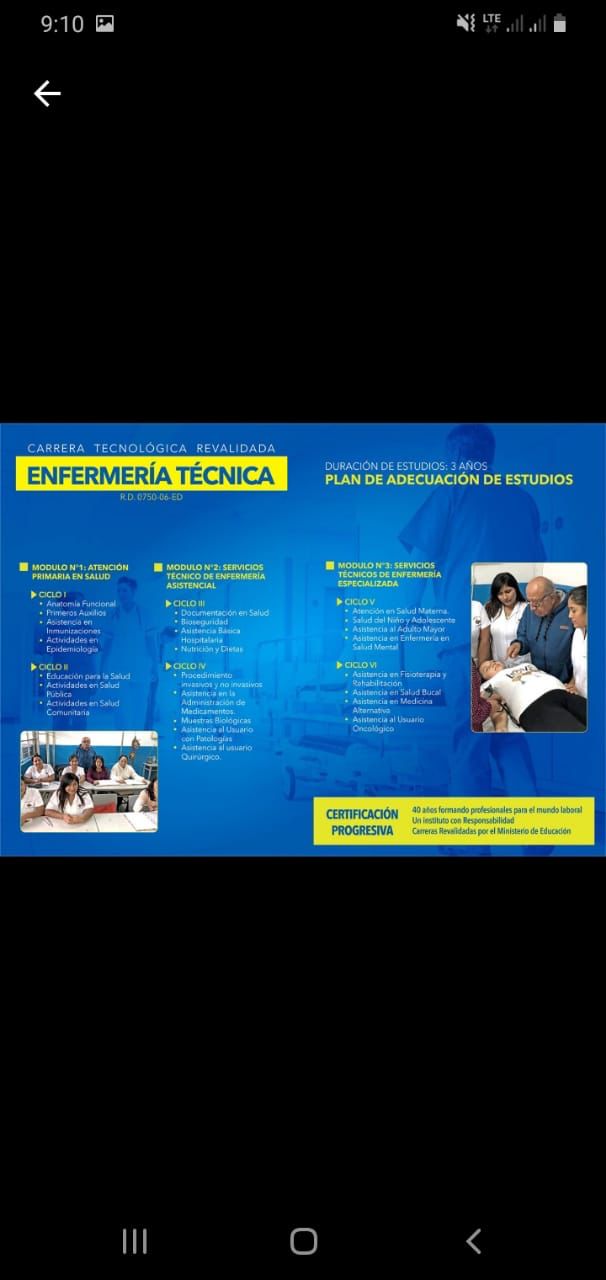 9:10
LTE
CARRERA TECNOLÓGICA REVALIDADA
ENFERMERÍA TÉCNICA
R.D. 0750-06-ED
DURACIÓN DE ESTUDIOS: 3 AÑOS
PLAN DE ADECUACIÓN DE ESTUDIOS
MODULO N°1: ATENCIÓN
PRIMARIA EN SALUD
CICLO I
• Anatomía Funcional
• Primeros Auxilios
• Asistencia en
Inmunizaciones
• Actividades en
Epidemiología
CICLO II
• Educación para la Salud
• Actividades en Salud
Pública
• Actividades en Salud
Comunitaria
MODULO N°2: SERVICIOS
TÉCNICO DE ENFERMERÍA
ASISTENCIAL
CICLO III
• Documentación en Salud
• Bioseguridad
• Asistencia Básica
Hospitalaria
• Nutrición y Dietas
CICLO IV
• Procedimiento
invasivos y no invasivos
• Asistencia en la
Administración de
Medicamentos.
• Muestras Biológicas
• Asistencia al Usuario
con Patologías
• Asistencia al usuario
Quirúrgico.
MODULO N°3: SERVICIOS
TÉCNICOS DE ENFERMERÍA
ESPECIALIZADA
CICLO V
• Atención en Salud Materna.
• Salud del Niño y Adolescente
• Asistencia al Adulto Mayor
• Asistencia en Enfermería en
Salud Mental
CICLO VI
• Asistencia en Fisioterapia y
Rehabilitación
• Asistencia en Salud Bucal
• Asistencia en Medicina
Alternativa
• Asistencia al Usuario
Oncológico
CERTIFICACIÓN
PROGRESIVA
40 años formando profesionales para el mundo laboral
Un instituto con Responsabilidad
Carreras Revalidadas por el Ministerio de Educación